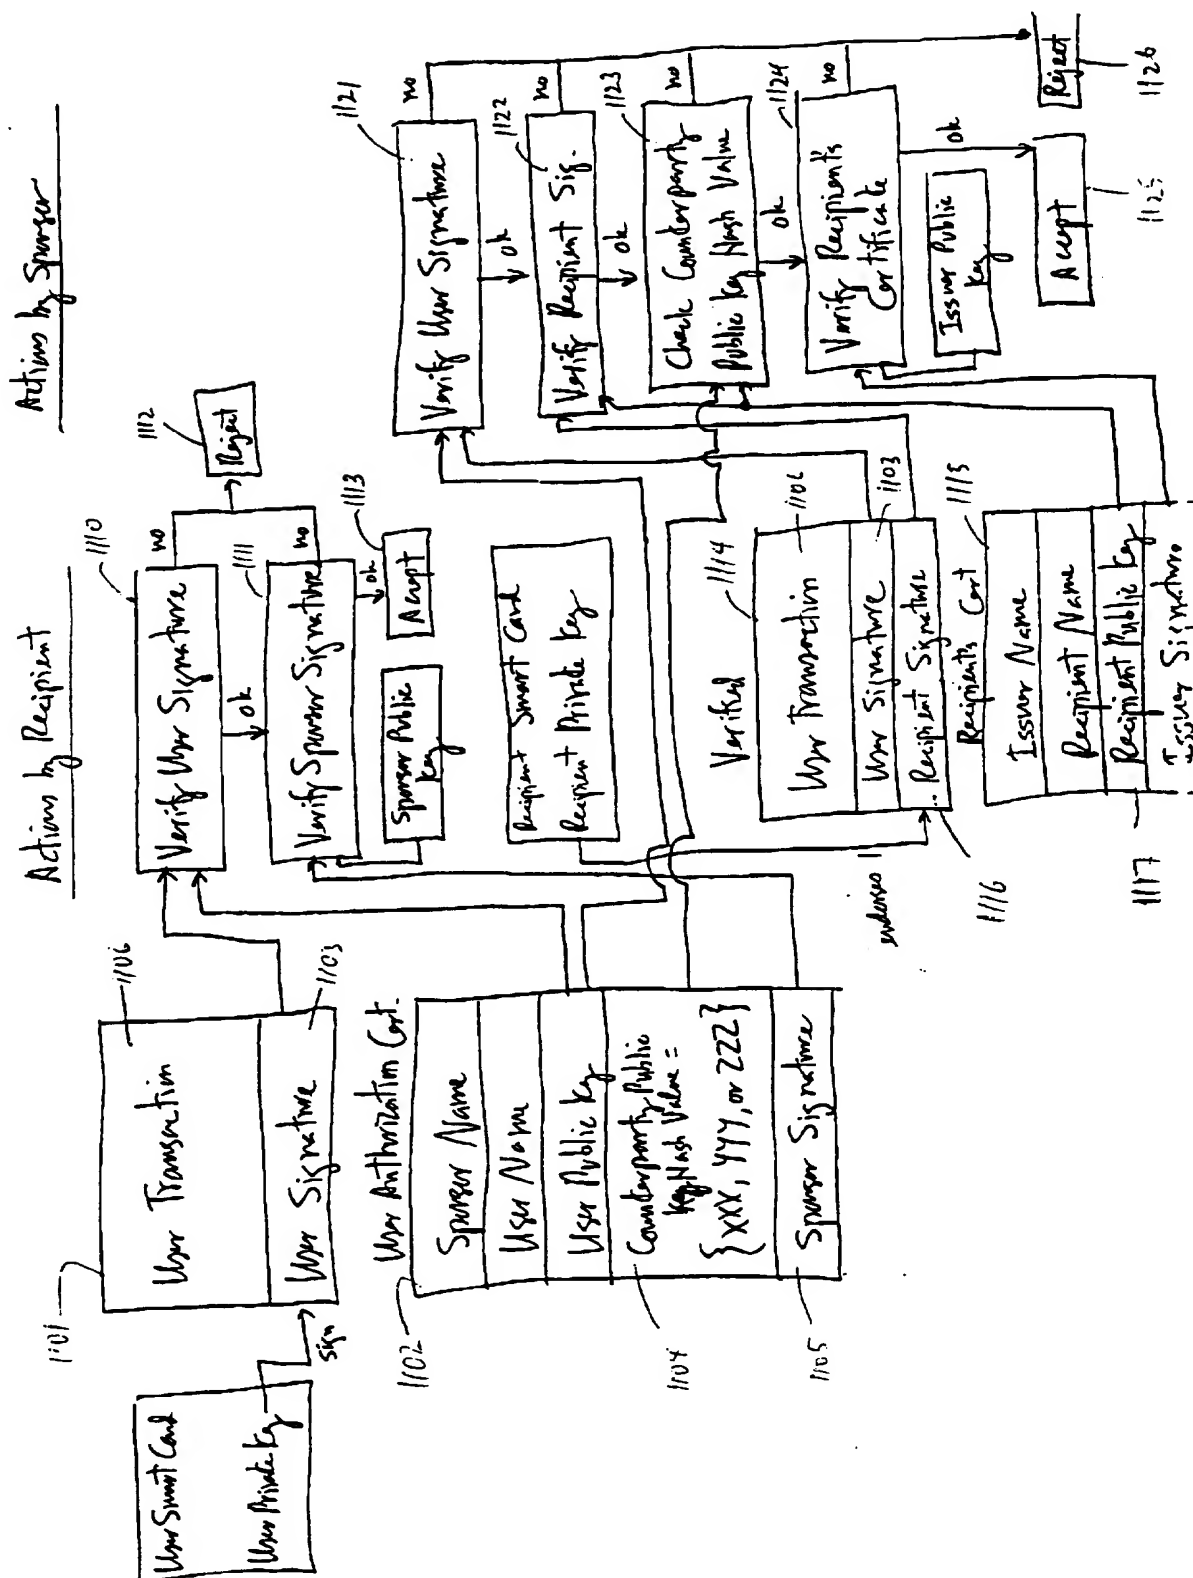 Actions by Recipient
Actions by Sponsor
User Smart Card
User Private Key
sign
1101
User Transaction
1106
User Signature
1103
1102
User Authorization Cert.
Sponsor Name
User Name
User Public Key
Counterparty Public
Key Hash Value =
{XXX, YYY, or ZZZ}
1104
Sponsor Signature
1105
Verify User Signature
1110
no
ok
Verify Sponsor Signature
1111
no
ok
Reject
1112
Accept
1113
Sponsor Public
Key
Recipient Smart Card
Recipient Private Key
endorses
Verified
1114
User Transaction
1106
User Signature
1103
Recipient Signature
1116
Recipients Cert
1115
Issuer Name
Recipient Name
Recipient Public Key
1117
Issuer Signature
Verify User Signature
1121
no
ok
Verify Recipient Sig.
1122
no
ok
Check Counterparty
Public Key Hash Value
1123
no
ok
Verify Recipient's
Certificate
1124
no
ok
Issuer Public
Key
Accept
1125
Reject
1126